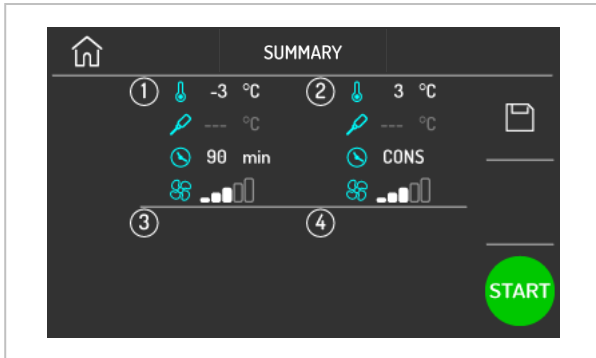 SUMMARY
① -3 °C ② 3 °C
--- °C --- °C
90 min CONS
③ ④
START